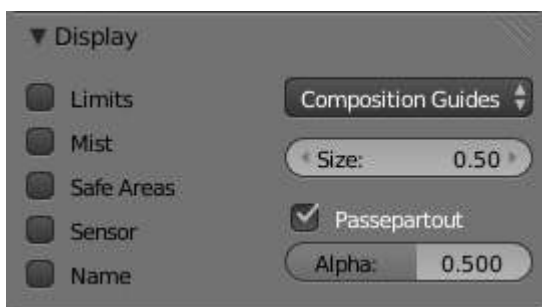 Display
Limits
Composition Guides
Mist
Size: 0.50
Safe Areas
Sensor
Passepartout
Name
Alpha: 0.500